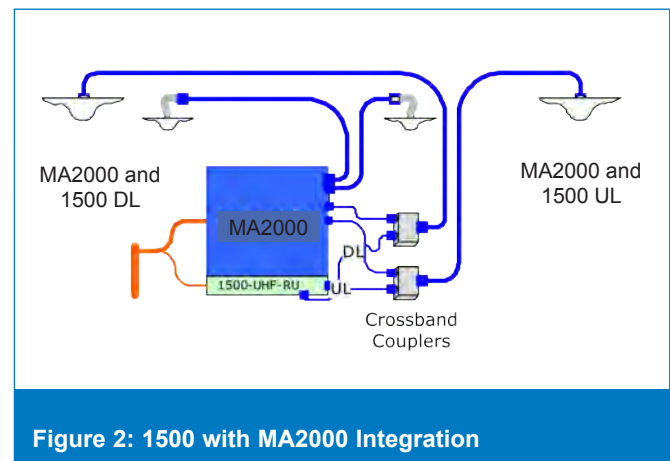 MA2000 and
1500 DL
MA2000 and
1500 UL
MA2000
DL
1500-UHF-RU
UL
Crossband
Couplers
Figure 2: 1500 with MA2000 Integration